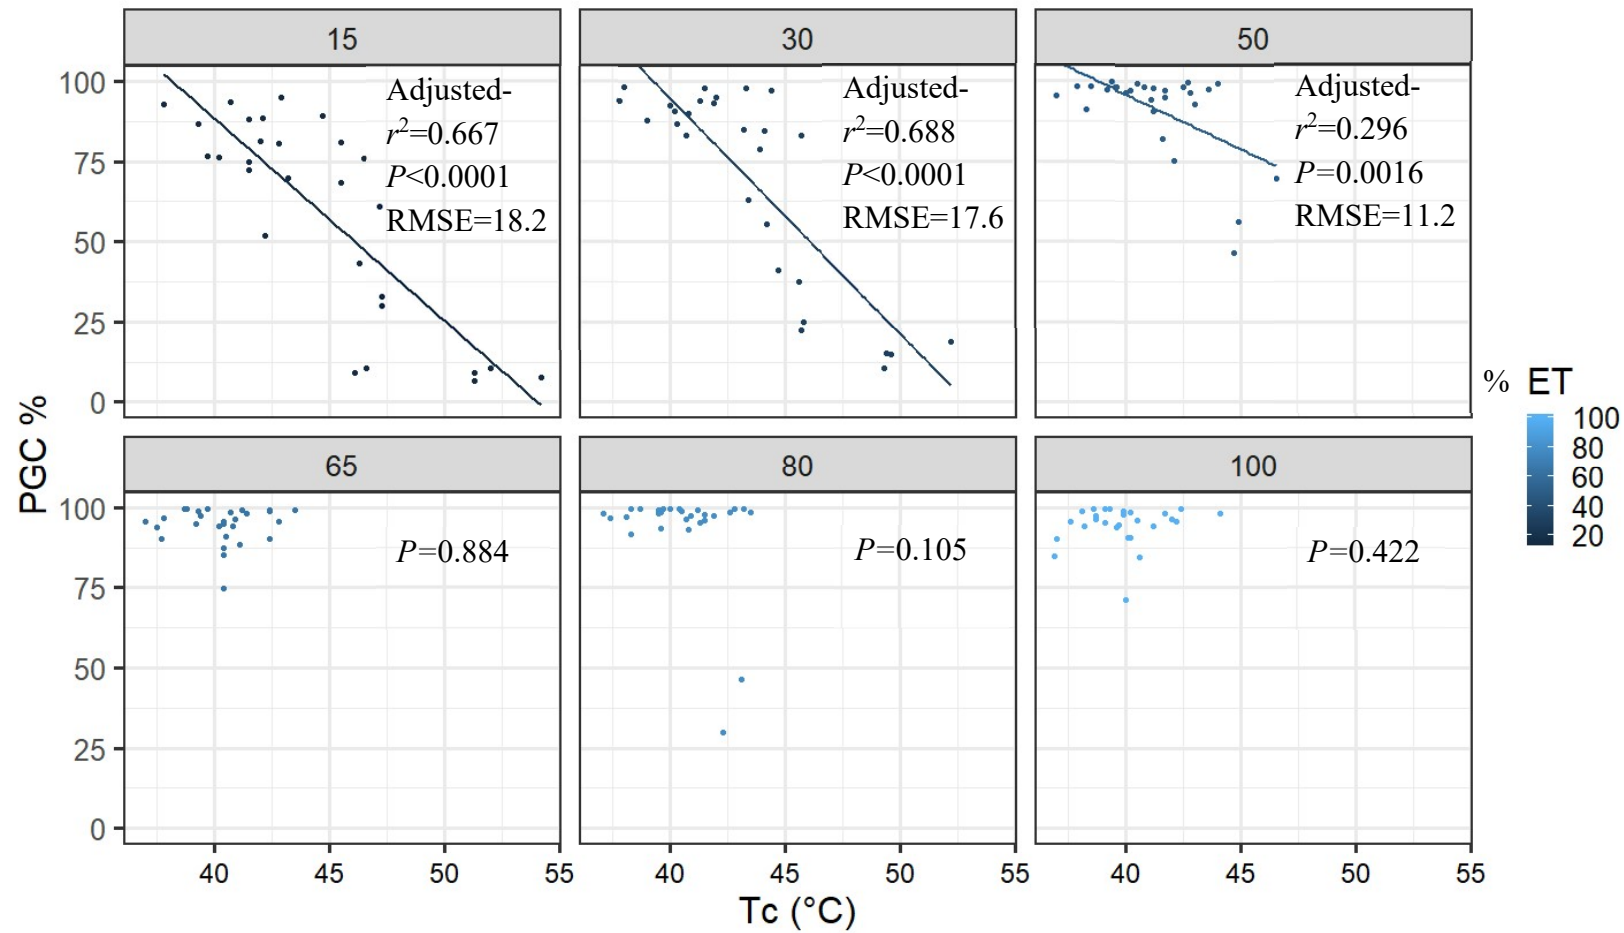 15
30
50
100
75
50
25
0
Adjusted-
r²=0.667
P<0.0001
RMSE=18.2
Adjusted-
r²=0.688
P<0.0001
RMSE=17.6
Adjusted-
r²=0.296
P=0.0016
RMSE=11.2
PGC %
65
80
100
100
75
50
25
0
P=0.884
P=0.105
P=0.422
40 45 50 55
40 45 50 55
40 45 50 55
Tc (°C)
% ET
100
80
60
40
20